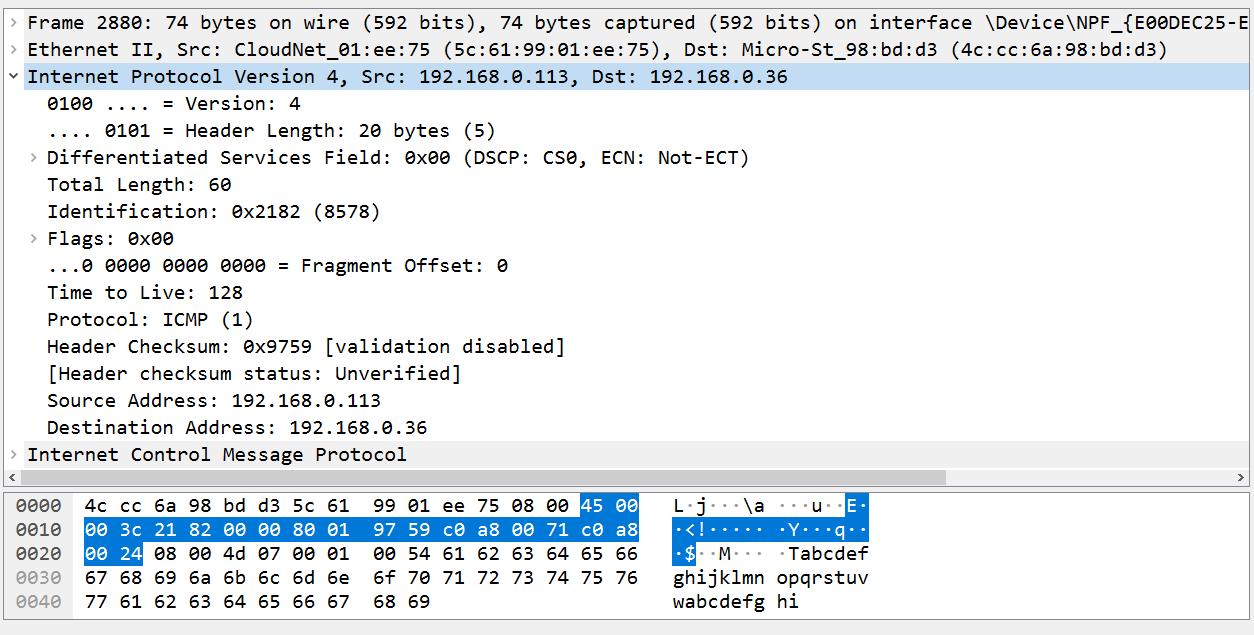 Frame 2880: 74 bytes on wire (592 bits), 74 bytes captured (592 bits) on interface \Device\NPF_{E00DEC25-E
Ethernet II, Src: CloudNet_01:ee:75 (5c:61:99:01:ee:75), Dst: Micro-St_98:bd:d3 (4c:cc:6a:98:bd:d3)
Internet Protocol Version 4, Src: 192.168.0.113, Dst: 192.168.0.36
0100 .... = Version: 4
.... 0101 = Header Length: 20 bytes (5)
Differentiated Services Field: 0x00 (DSCP: CS0, ECN: Not-ECT)
Total Length: 60
Identification: 0x2182 (8578)
Flags: 0x00
...0 0000 0000 0000 = Fragment Offset: 0
Time to Live: 128
Protocol: ICMP (1)
Header Checksum: 0x9759 [validation disabled]
[Header checksum status: Unverified]
Source Address: 192.168.0.113
Destination Address: 192.168.0.36
Internet Control Message Protocol
0000 4c cc 6a 98 bd d3 5c 61 99 01 ee 75 08 00 45 00 L·j···\a ···u··E·
0010 00 3c 21 82 00 00 80 01 97 59 c0 a8 00 71 c0 a8 ·<!····· ·Y···q··
0020 00 24 08 00 4d 07 00 01 00 54 61 62 63 64 65 66 ·$··M··· ·Tabcdef
0030 67 68 69 6a 6b 6c 6d 6e 6f 70 71 72 73 74 75 76 ghijklmn opqrstuv
0040 77 61 62 63 64 65 66 67 68 69 wabcdefg hi